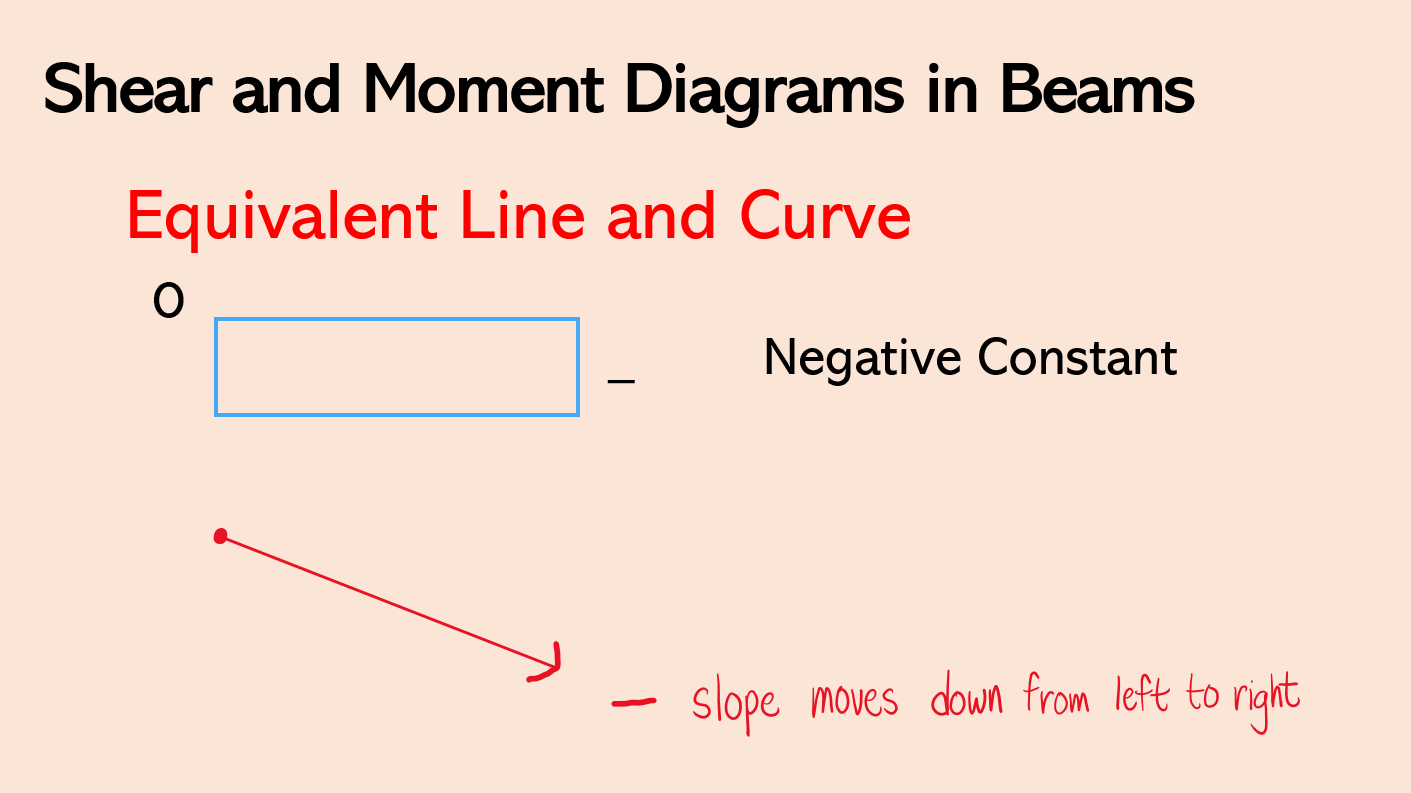 Shear and Moment Diagrams in Beams
Equivalent Line and Curve
0
– Negative Constant
– slope moves down from left to right